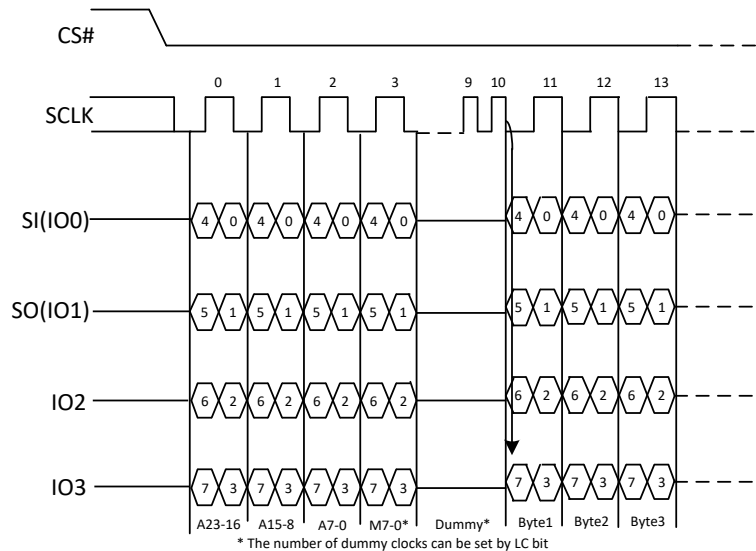 CS#
0 1 2 3 9 10 11 12 13
SCLK
SI(IO0) 4 0 4 0 4 0 4 0 4 0 4 0 4 0
SO(IO1) 5 1 5 1 5 1 5 1 5 1 5 1 5 1
IO2 6 2 6 2 6 2 6 2 6 2 6 2 6 2
IO3 7 3 7 3 7 3 7 3 7 3 7 3 7 3
A23-16 A15-8 A7-0 M7-0* Dummy* Byte1 Byte2 Byte3
* The number of dummy clocks can be set by LC bit